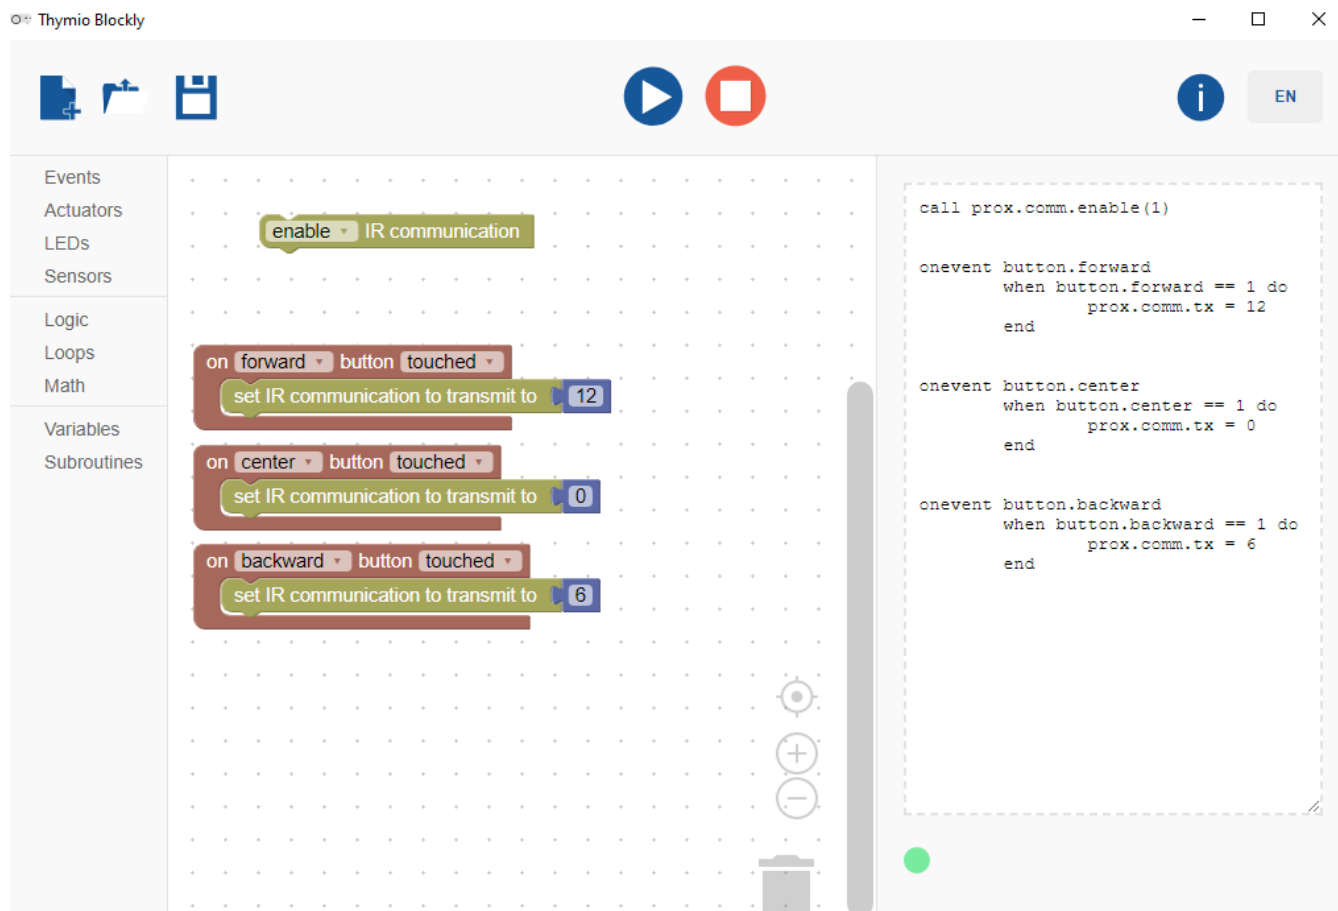 Thymio Blockly
EN
Events
Actuators
LEDs
Sensors
Logic
Loops
Math
Variables
Subroutines
enable IR communication
on forward button touched
set IR communication to transmit to 12
on center button touched
set IR communication to transmit to 0
on backward button touched
set IR communication to transmit to 6
call prox.comm.enable(1)
onevent button.forward
when button.forward == 1 do
prox.comm.tx = 12
end
onevent button.center
when button.center == 1 do
prox.comm.tx = 0
end
onevent button.backward
when button.backward == 1 do
prox.comm.tx = 6
end